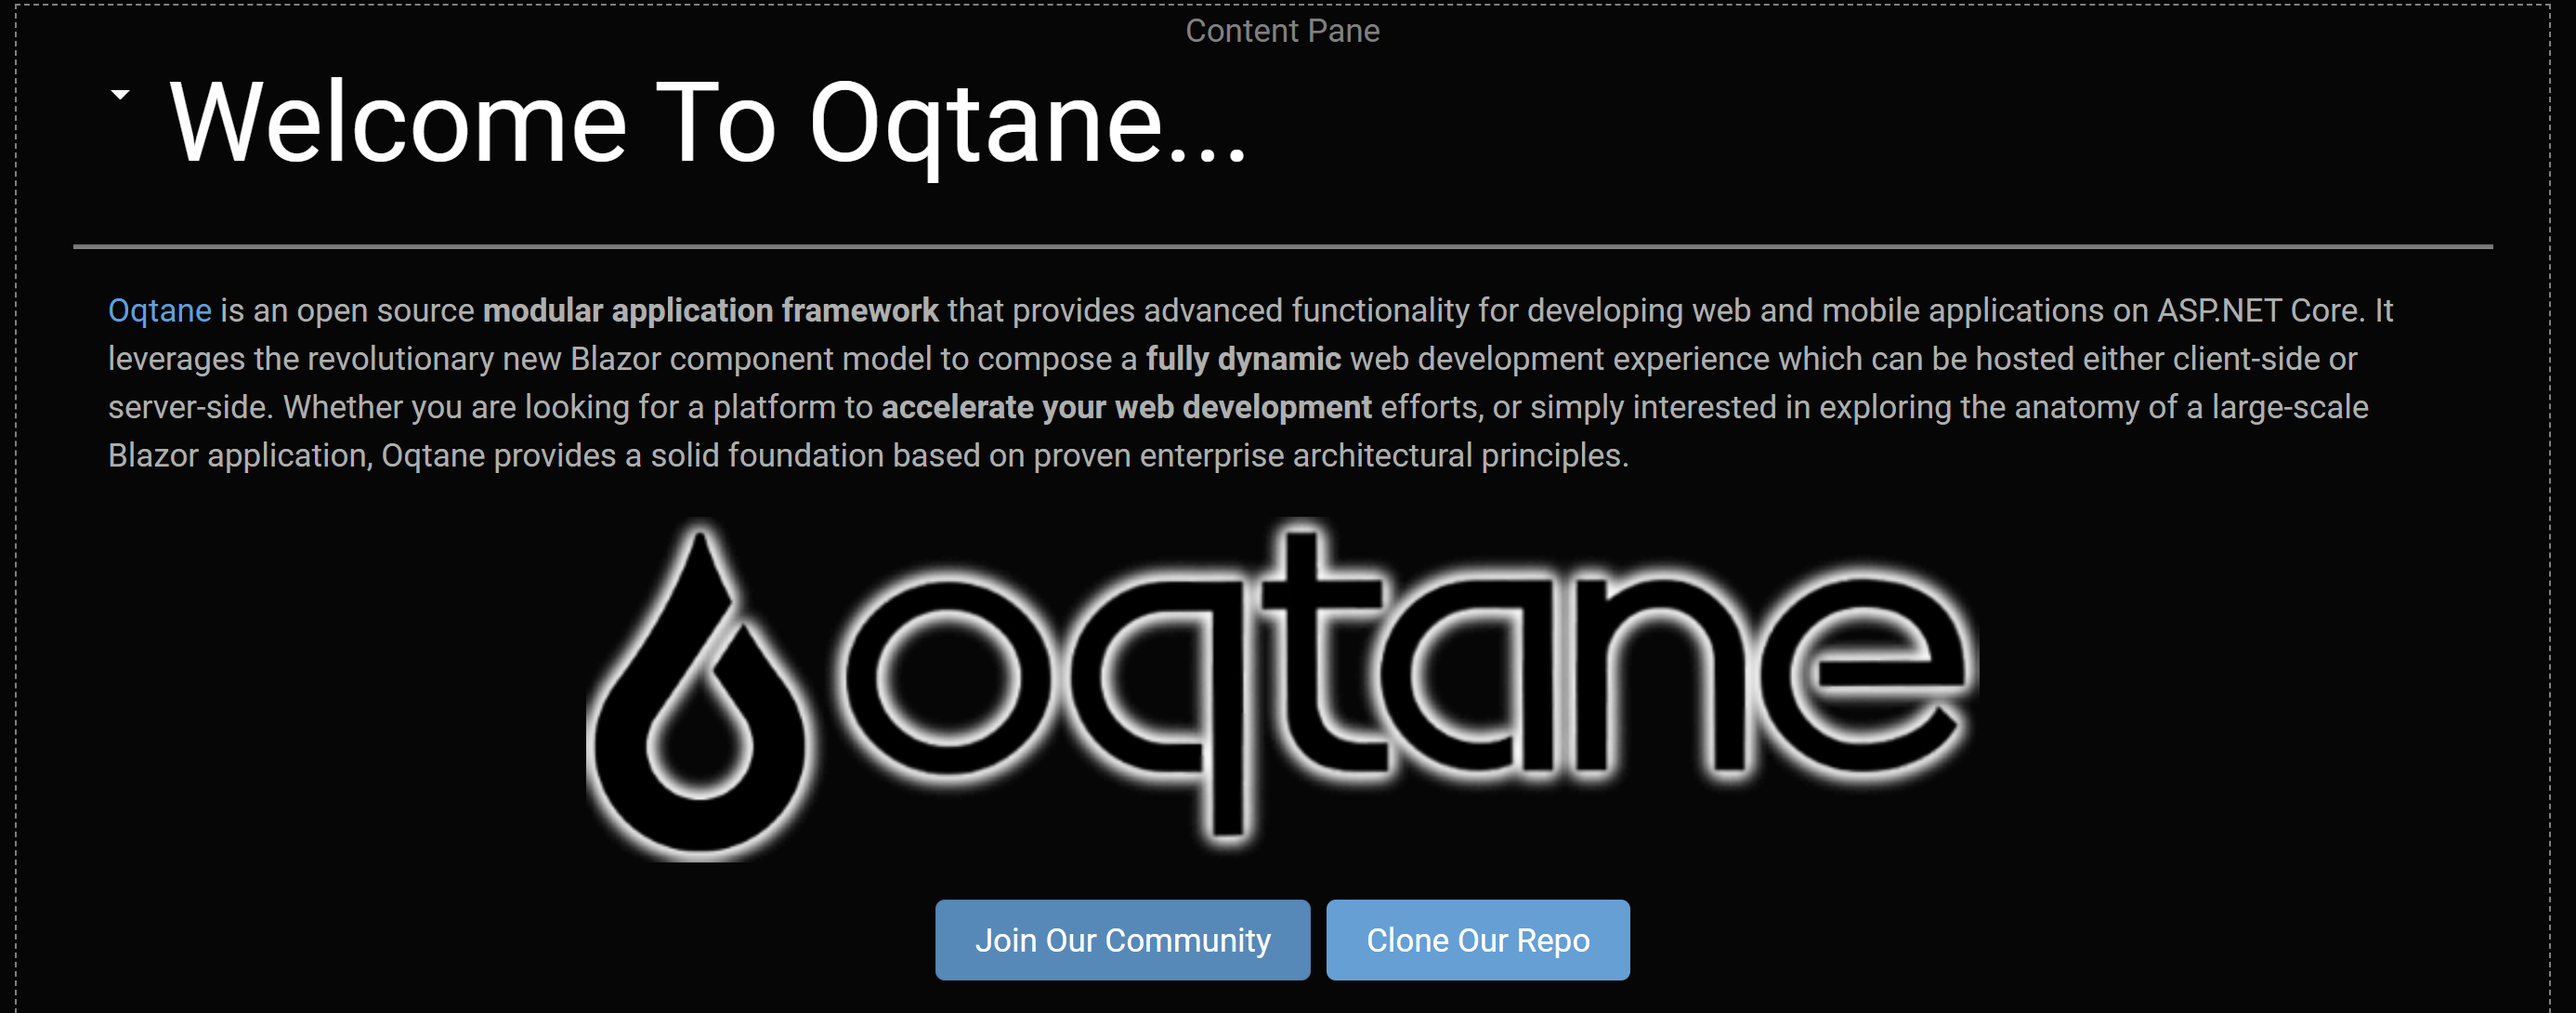 Content Pane
Welcome To Oqtane...
Oqtane is an open source modular application framework that provides advanced functionality for developing web and mobile applications on ASP.NET Core. It
leverages the revolutionary new Blazor component model to compose a fully dynamic web development experience which can be hosted either client-side or
server-side. Whether you are looking for a platform to accelerate your web development efforts, or simply interested in exploring the anatomy of a large-scale
Blazor application, Oqtane provides a solid foundation based on proven enterprise architectural principles.
oqtane
Join Our Community
Clone Our Repo